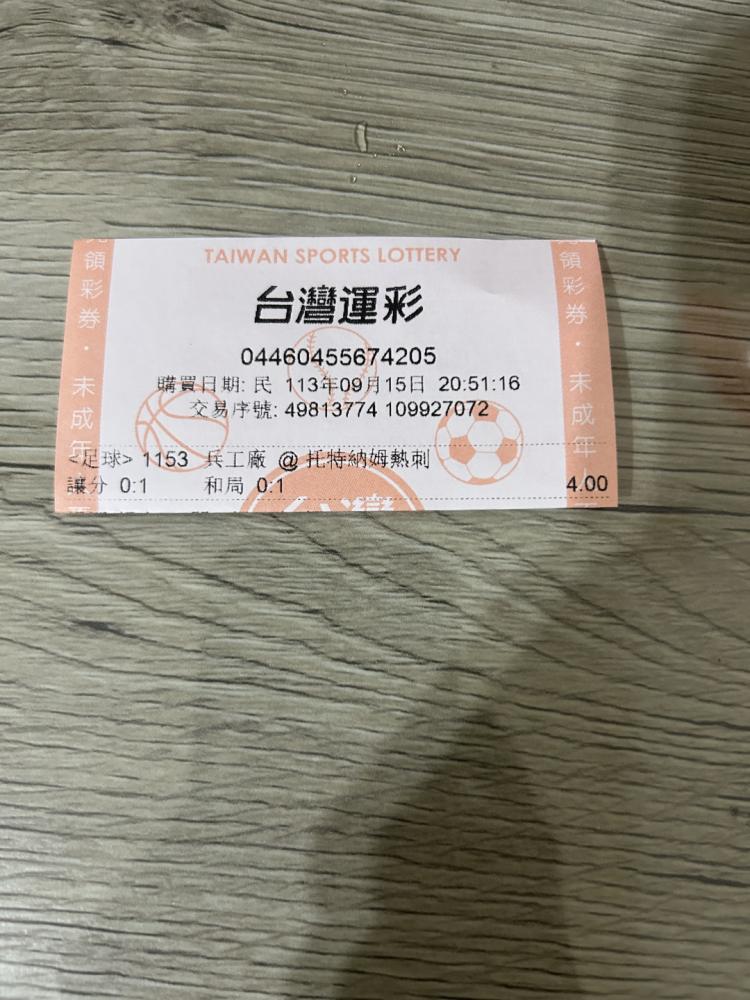 TAIWAN SPORTS LOTTERY
台灣運彩
04460455674205
購買日期: 民 113年09月15日 20:51:16
交易序號: 49813774 109927072
<足球> 1153 兵工廠 @ 托特納姆熱刺
讓分 0:1 和局 0:1 4.00
領彩券・未成年
領彩券・未成年